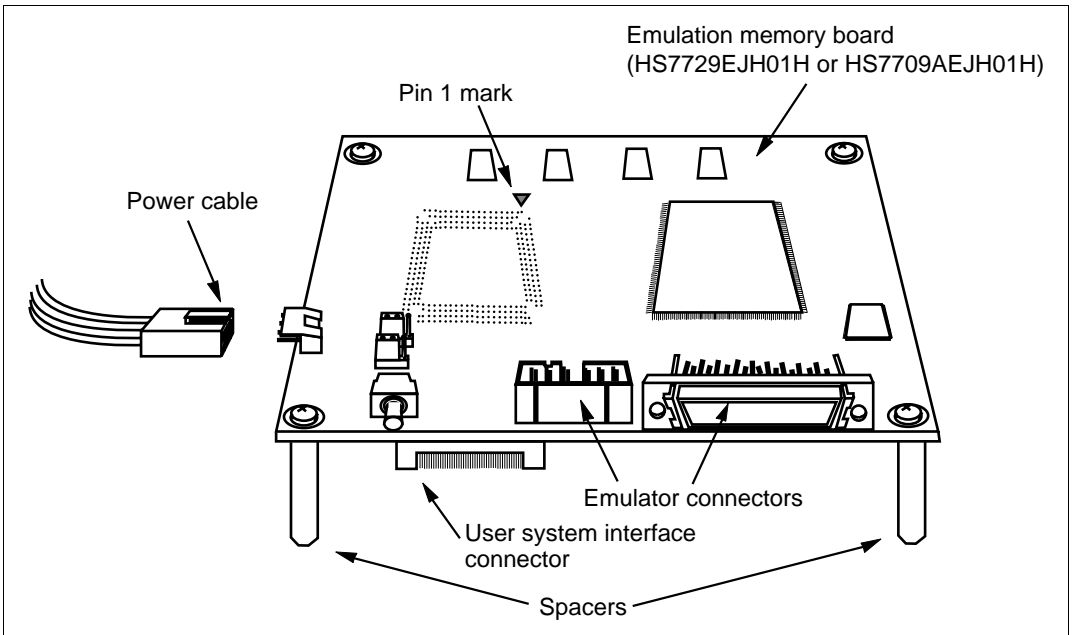 Emulation memory board
(HS7729EJH01H or HS7709AEJH01H)
Pin 1 mark
Power cable
Emulator connectors
User system interface
connector
Spacers